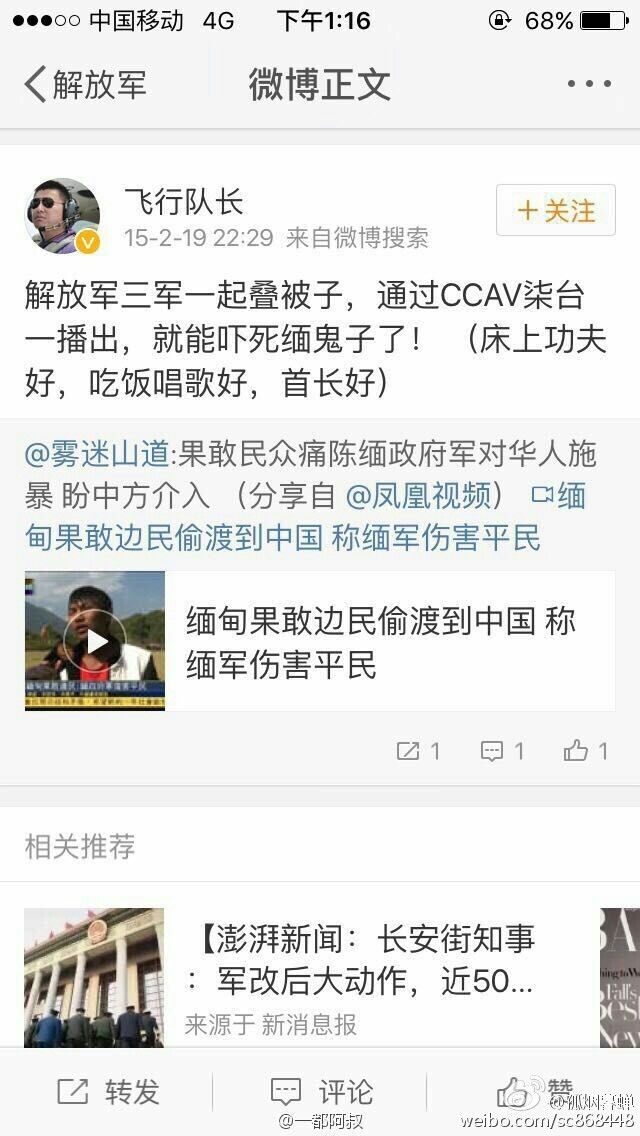 中国移动 4G 下午1:16 68%
解放军 微博正文
飞行队长
+关注
15-2-19 22:29 来自微博搜索
解放军三军一起叠被子，通过CCAV柒台
一播出，就能吓死缅鬼子了！（床上功夫
好，吃饭唱歌好，首长好）
@雾迷山道:果敢民众痛陈缅政府军对华人施
暴 盼中方介入 （分享自 @凤凰视频） 缅
甸果敢边民偷渡到中国 称缅军伤害平民
缅甸果敢边民偷渡到中国 称
缅军伤害平民
1 1 1
相关推荐
【澎湃新闻：长安街知事
：军改后大动作，近50...
来源于 新消息报
转发 评论 赞
@一都阿叔
weibo.com/sc868448